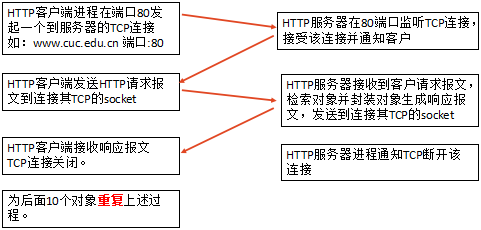 HTTP客户端进程在端口80发
起一个到服务器的TCP连接
如：www.cuc.edu.cn 端口:80
HTTP服务器在80端口监听TCP连接，
接受该连接并通知客户
HTTP客户端发送HTTP请求报
文到连接其TCP的socket
HTTP服务器接收到客户请求报文，
检索对象并封装对象生成响应报
文，发送到连接其TCP的socket
HTTP客户端接收响应报文
TCP连接关闭。
HTTP服务器进程通知TCP断开该
连接
为后面10个对象重复上述过
程。